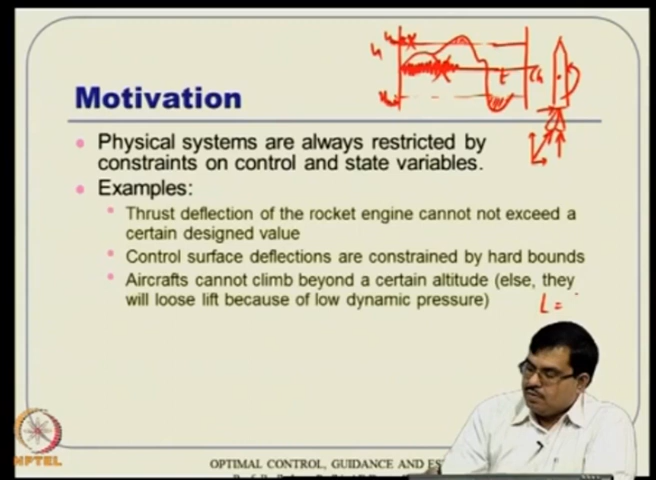 Motivation
Physical systems are always restricted by
constraints on control and state variables.
Examples:
Thrust deflection of the rocket engine cannot not exceed a
certain designed value
Control surface deflections are constrained by hard bounds
Aircrafts cannot climb beyond a certain altitude (else, they
will loose lift because of low dynamic pressure)
L =
NPTEL
OPTIMAL CONTROL, GUIDANCE AND ES